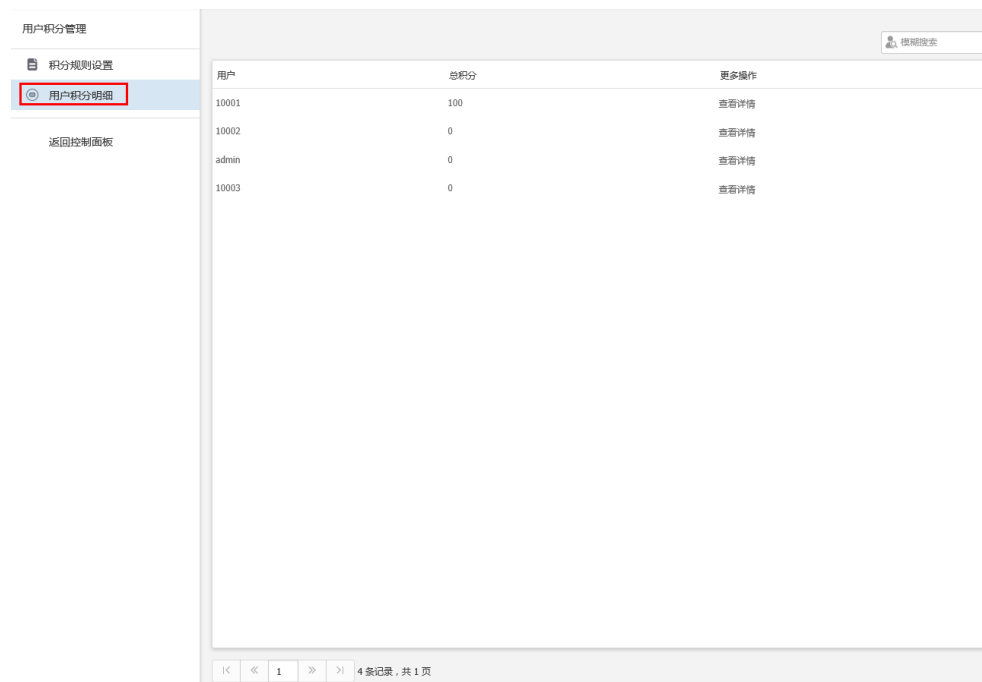 用户积分管理
积分规则设置
用户积分明细
返回控制面板
模糊搜索
用户 总积分 更多操作
10001 100 查看详情
10002 0 查看详情
admin 0 查看详情
10003 0 查看详情
1 4 条记录，共 1 页